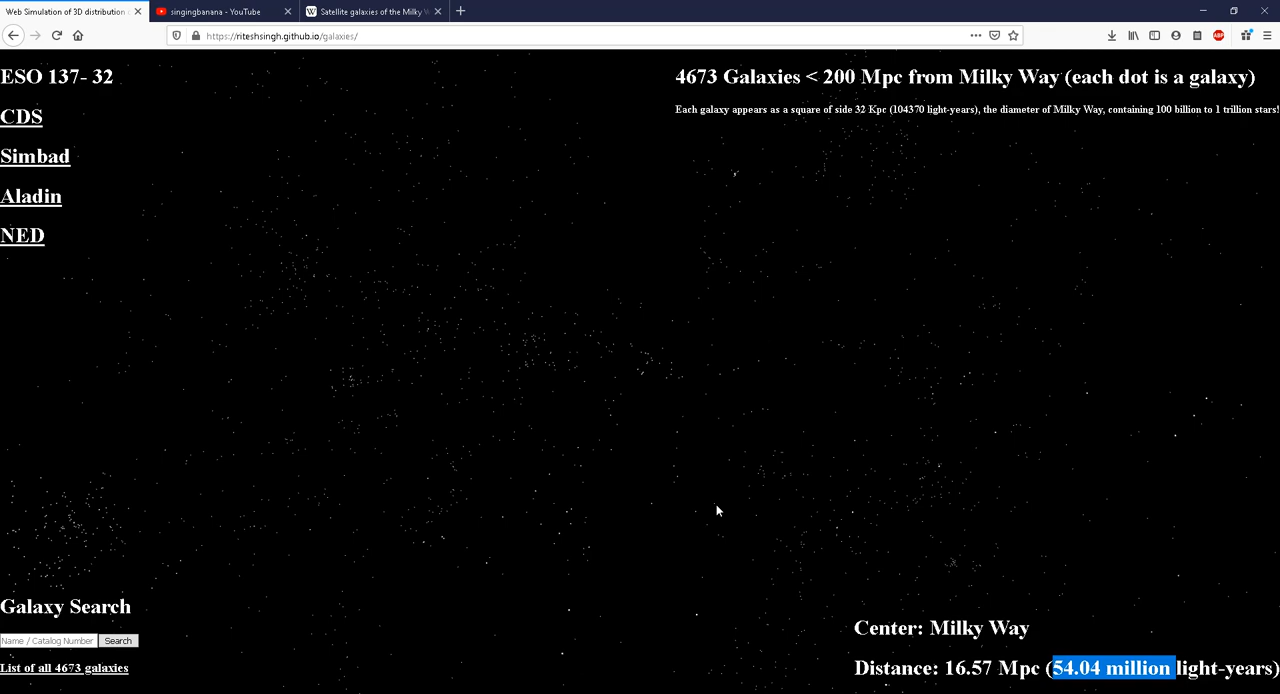 Web Simulation of 3D distribution
singingbanana - YouTube
Satellite galaxies of the Milky W
https://riteshsingh.github.io/galaxies/
ABP
ESO 137- 32
4673 Galaxies < 200 Mpc from Milky Way (each dot is a galaxy)
Each galaxy appears as a square of side 32 Kpc (104370 light-years), the diameter of Milky Way, containing 100 billion to 1 trillion stars!
CDS
Simbad
Aladin
NED
Galaxy Search
Name / Catalog Number
Search
List of all 4673 galaxies
Center: Milky Way
Distance: 16.57 Mpc (54.04 million light-years)